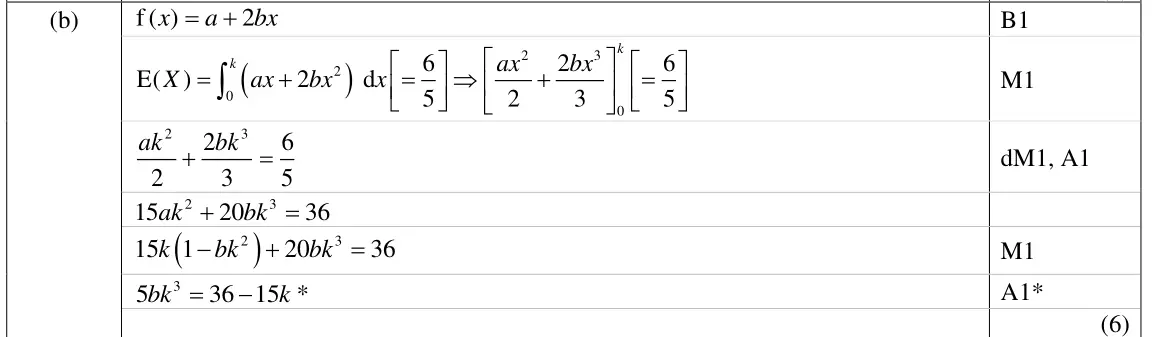 (b) f(x) = a + 2bx B1
E(X) = ∫₀ᵏ (ax + 2bx²) dx [= 6/5] ⇒ [ax²/2 + 2bx³/3]₀ᵏ [= 6/5] M1
ak²/2 + 2bk³/3 = 6/5 dM1, A1
15ak² + 20bk³ = 36
15k(1 − bk²) + 20bk³ = 36 M1
5bk³ = 36 − 15k * A1*
(6)